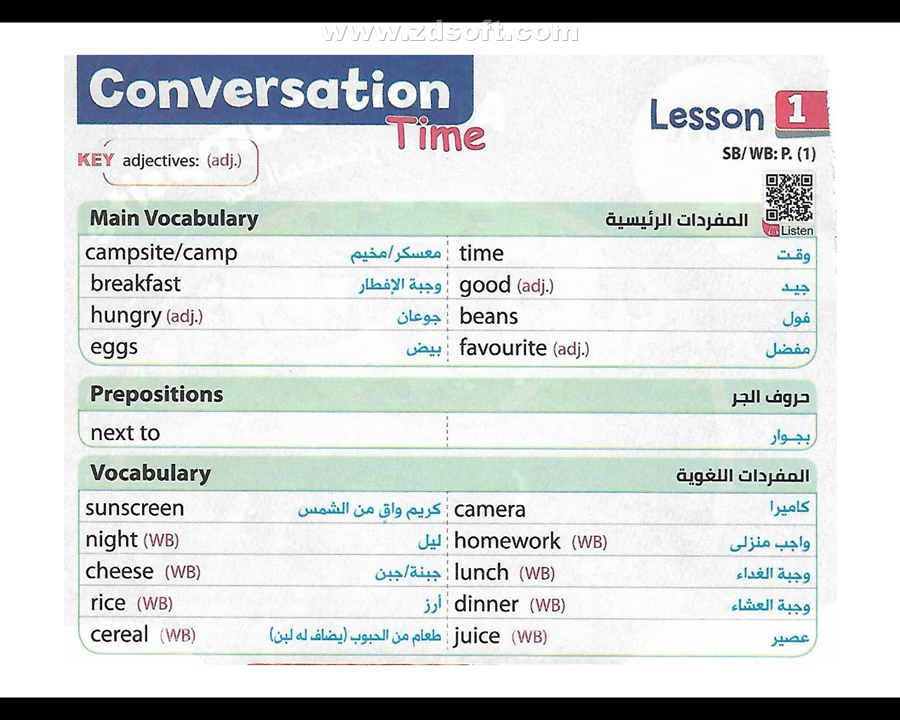 www.zdsoft.com
Conversation
Time
Lesson 1
SB/ WB: P. (1)
KEY adjectives: (adj.)
Listen
Main Vocabulary المفردات الرئيسية
campsite/camp معسكر/مخيم time وقت
breakfast وجبة الإفطار good (adj.) جيد
hungry (adj.) جوعان beans فول
eggs بيض favourite (adj.) مفضل
Prepositions حروف الجر
next to بجوار
Vocabulary المفردات اللغوية
sunscreen كريم واقٍ من الشمس camera كاميرا
night (WB) ليل homework (WB) واجب منزلى
cheese (WB) جبنة/جبن lunch (WB) وجبة الغداء
rice (WB) أرز dinner (WB) وجبة العشاء
cereal (WB) طعام من الحبوب (يضاف له لبن) juice (WB) عصير